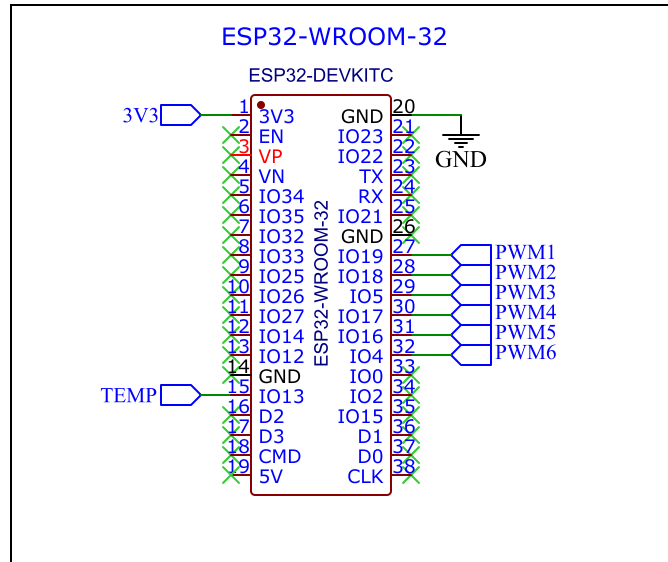 ESP32-WROOM-32
ESP32-DEVKITC
3V3 1 3V3 GND 20
2 EN IO23 21
3 VP IO22 22 GND
4 VN TX 23
5 IO34 RX 24
6 IO35 IO21 25
7 IO32 GND 26
8 IO33 IO19 27 PWM1
9 IO25 IO18 28 PWM2
10 IO26 IO5 29 PWM3
11 IO27 IO17 30 PWM4
12 IO14 IO16 31 PWM5
13 IO12 IO4 32 PWM6
14 GND IO0 33
TEMP 15 IO13 IO2 34
16 D2 IO15 35
17 D3 D1 36
18 CMD D0 37
19 5V CLK 38
ESP32-WROOM-32